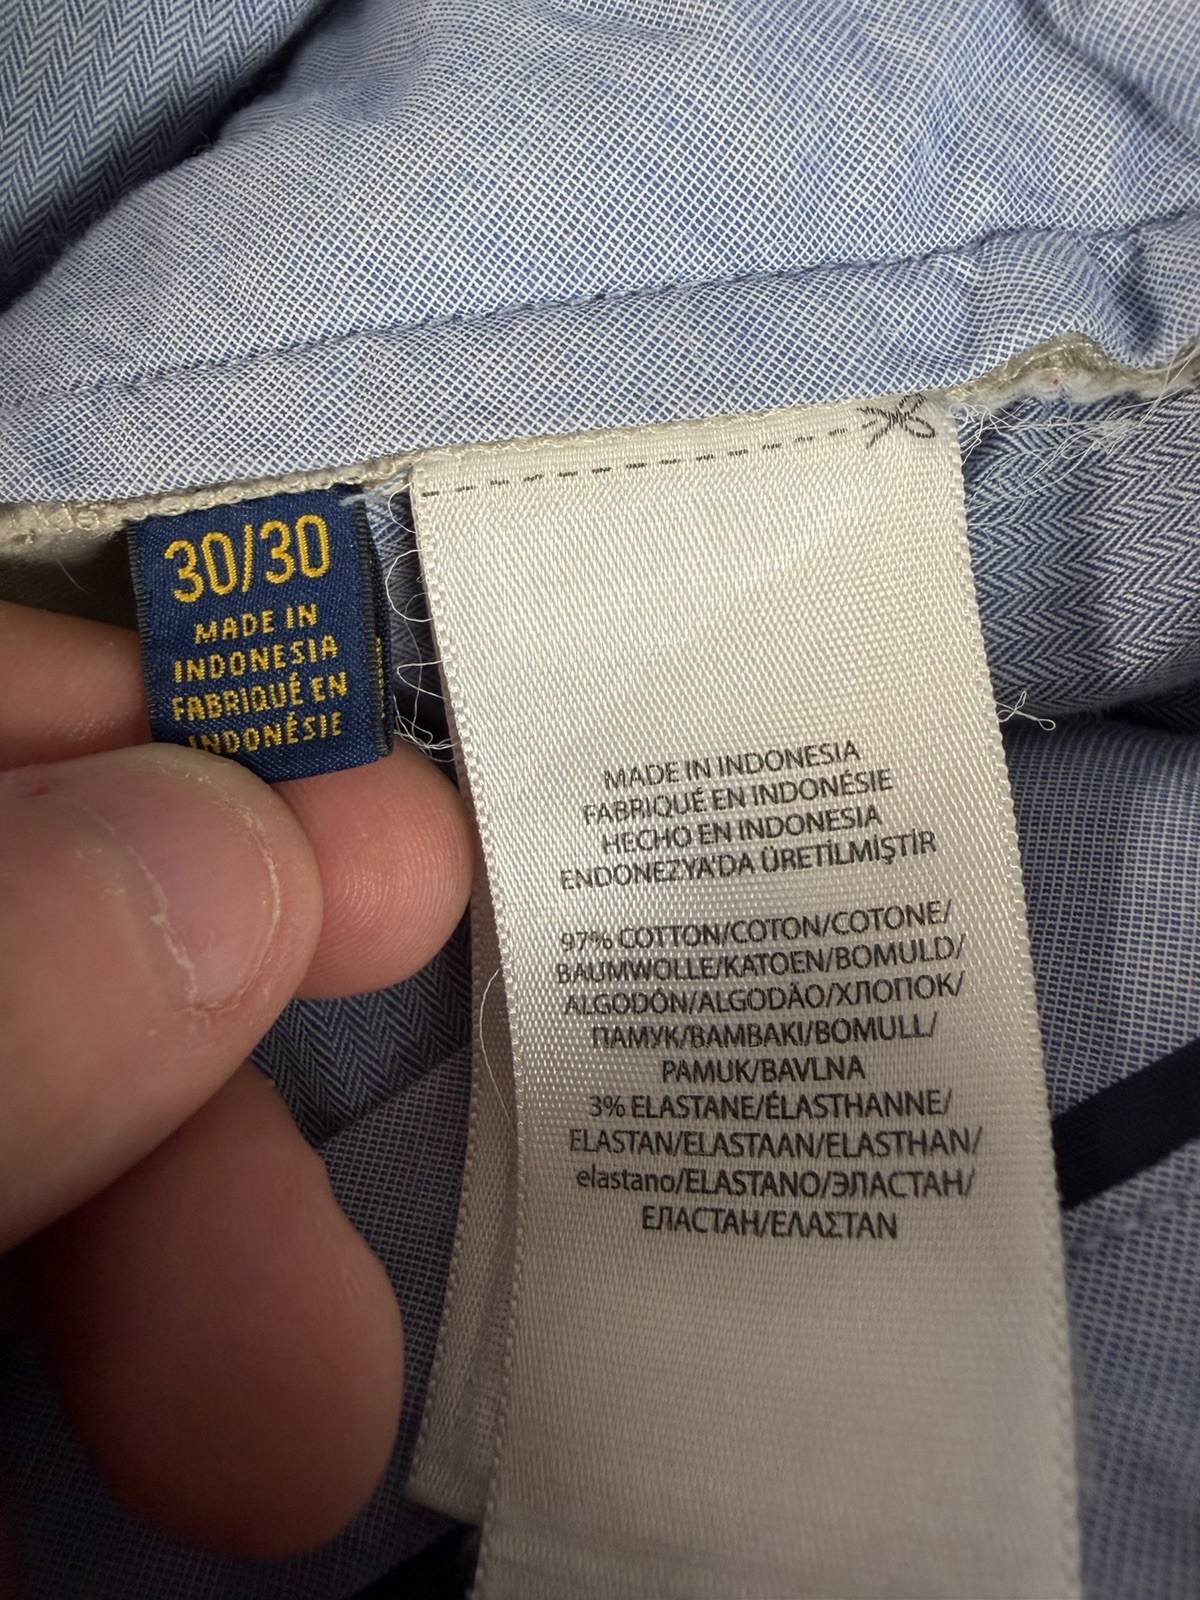 30/30
MADE IN
INDONESIA
FABRIQUÉ EN
INDONÉSIE
MADE IN INDONESIA
FABRIQUÉ EN INDONÉSIE
HECHO EN INDONESIA
ENDONEZYA'DA ÜRETİLMİŞTİR
97% COTTON/COTON/COTONE/
BAUMWOLLE/KATOEN/BOMULD/
ALGODÓN/ALGODÃO/ХЛОПОК/
ПАМУК/ΒΑΜΒΑΚΙ/BOMULL/
PAMUK/BAVLNA
3% ELASTANE/ÉLASTHANNE/
ELASTAN/ELASTAAN/ELASTHAN/
elastano/ELASTANO/ЭЛАСТАН/
ЕЛАСТАН/ΕΛΑΣΤΑΝ